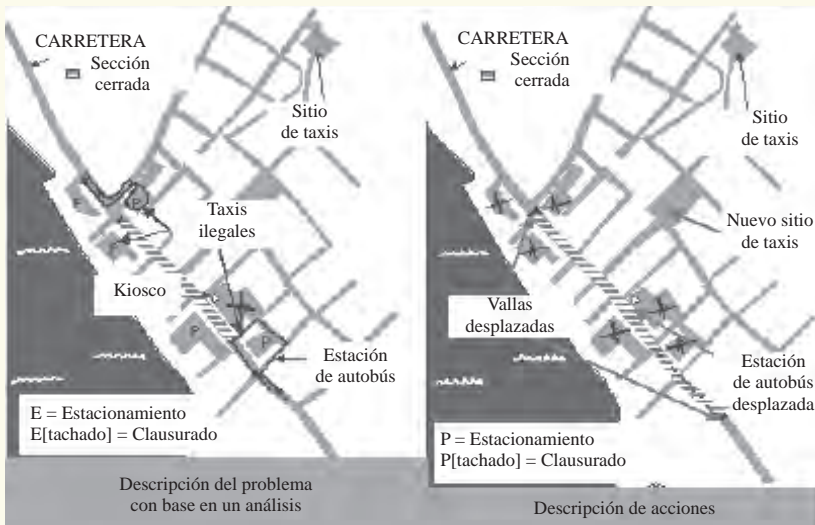 CARRETERA
Sección
cerrada
Sitio
de taxis
E
P
Taxis
ilegales
Kiosco
P
P
Estación
de autobús
E = Estacionamiento
E[tachado] = Clausurado
Descripción del problema
con base en un análisis
CARRETERA
Sección
cerrada
Sitio
de taxis
Nuevo sitio
de taxis
Vallas
desplazadas
Estación
de autobús
desplazada
P = Estacionamiento
P[tachado] = Clausurado
Descripción de acciones